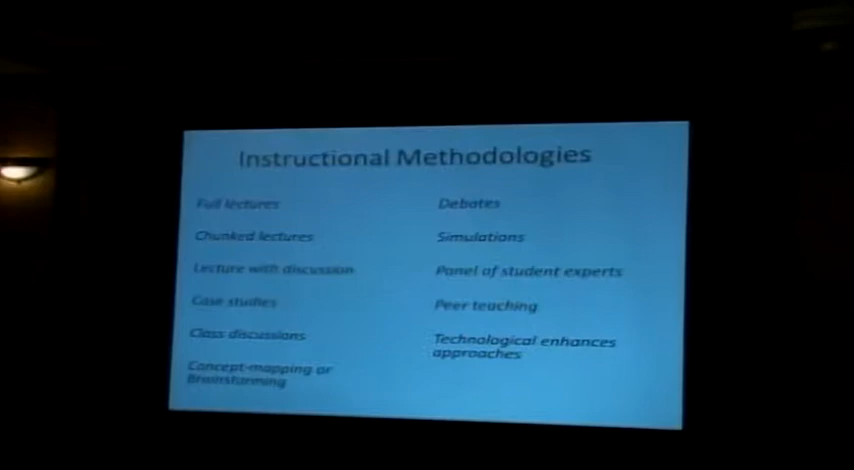 Instructional Methodologies
Full lectures
Chunked lectures
Lecture with discussion
Case studies
Class discussions
Concept-mapping or
Brainstorming
Debates
Simulations
Panel of student experts
Peer teaching
Technological enhances
approaches